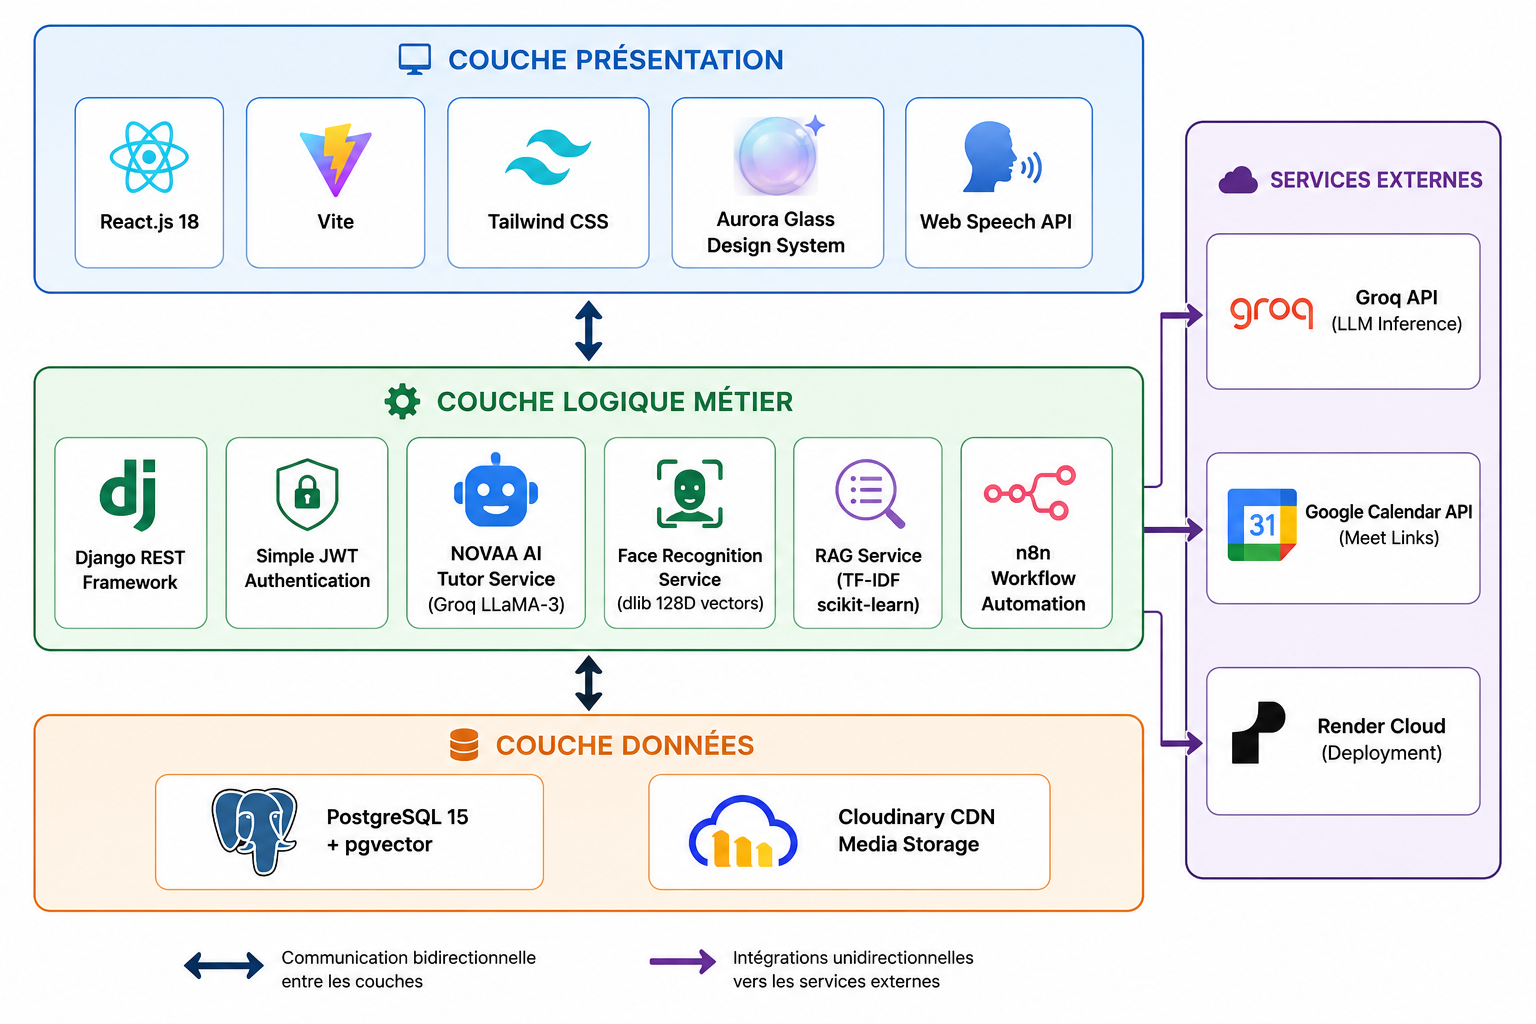 COUCHE PRÉSENTATION
React.js 18
Vite
Tailwind CSS
Aurora Glass
Design System
Web Speech API
COUCHE LOGIQUE MÉTIER
dj
Django REST
Framework
Simple JWT
Authentication
NOVAA AI
Tutor Service
(Groq LLaMA-3)
Face Recognition
Service
(dlib 128D vectors)
RAG Service
(TF-IDF
scikit-learn)
n8n
Workflow
Automation
COUCHE DONNÉES
PostgreSQL 15
+ pgvector
Cloudinary CDN
Media Storage
SERVICES EXTERNES
groq
Groq API
(LLM Inference)
31
Google Calendar API
(Meet Links)
Render Cloud
(Deployment)
Communication bidirectionnelle
entre les couches
Intégrations unidirectionnelles
vers les services externes